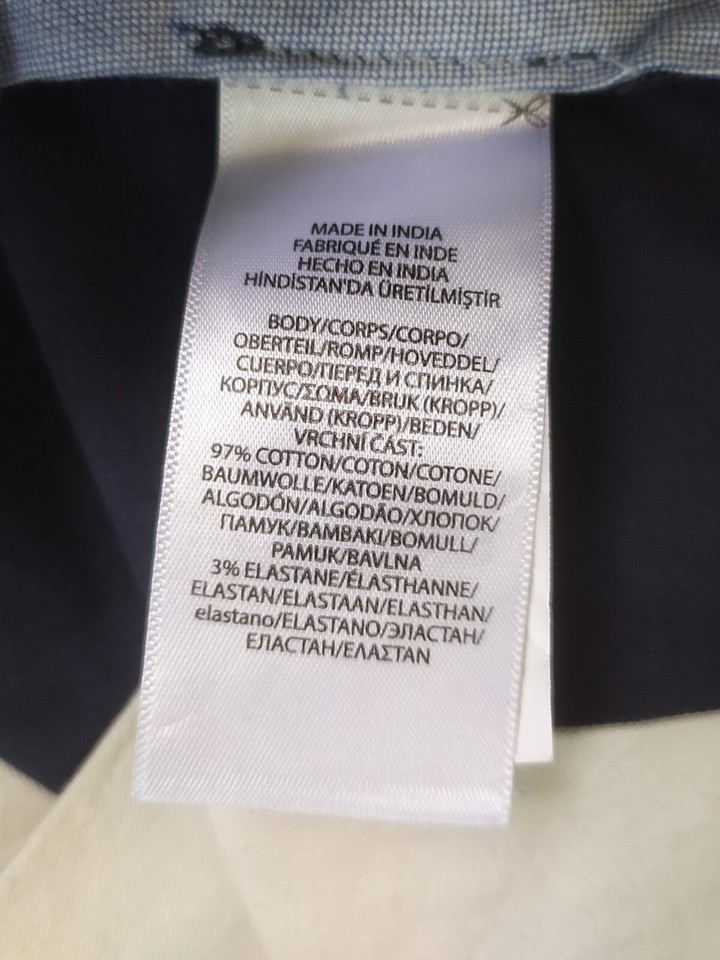 MADE IN INDIA
FABRIQUÉ EN INDE
HECHO EN INDIA
HİNDİSTAN'DA ÜRETİLMİŞTİR
BODY/CORPS/CORPO/
OBERTEIL/ROMP/HOVEDDEL/
CUERPO/ПЕРЕД И СПИНКА/
КОРПУС/ΣΩΜΑ/BRUK (KROPP)/
ANVÄND (KROPP)/BEDEN/
VRCHNÍ ČÁST:
97% COTTON/COTON/COTONE/
BAUMWOLLE/KATOEN/BOMULD/
ALGODÓN/ALGODÃO/ХЛОПОК/
ПАМУК/ΒΑΜΒΑΚΙ/BOMULL/
PAMUK/BAVLNA
3% ELASTANE/ÉLASTHANNE/
ELASTAN/ELASTAAN/ELASTHAN/
elastano/ELASTANO/ЭЛАСТАН/
ЕЛАСТАН/ΕΛΑΣΤΑΝ